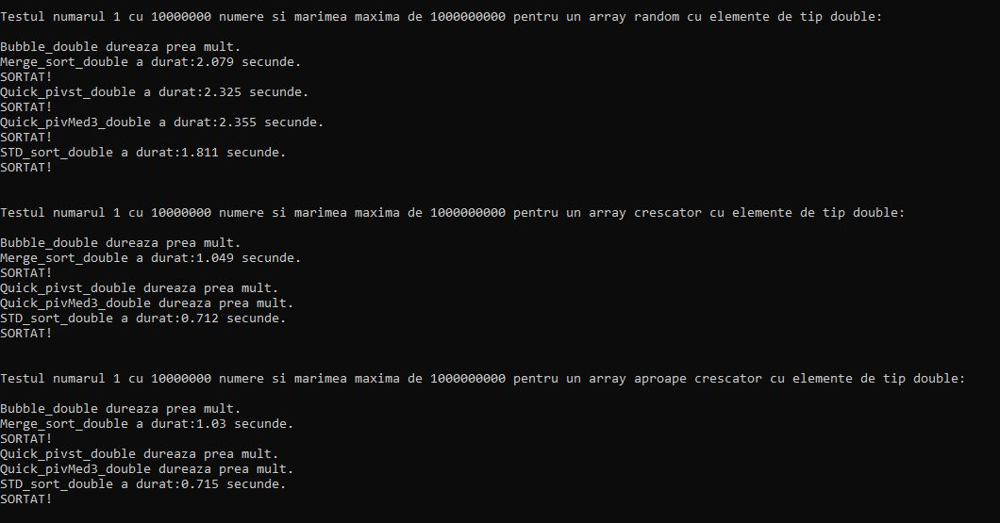 Testul numarul 1 cu 10000000 numere si marimea maxima de 1000000000 pentru un array random cu elemente de tip double:
Bubble_double dureaza prea mult.
Merge_sort_double a durat:2.079 secunde.
SORTAT!
Quick_pivst_double a durat:2.325 secunde.
SORTAT!
Quick_pivMed3_double a durat:2.355 secunde.
SORTAT!
STD_sort_double a durat:1.811 secunde.
SORTAT!
Testul numarul 1 cu 10000000 numere si marimea maxima de 1000000000 pentru un array crescator cu elemente de tip double:
Bubble_double dureaza prea mult.
Merge_sort_double a durat:1.049 secunde.
SORTAT!
Quick_pivst_double dureaza prea mult.
Quick_pivMed3_double dureaza prea mult.
STD_sort_double a durat:0.712 secunde.
SORTAT!
Testul numarul 1 cu 10000000 numere si marimea maxima de 1000000000 pentru un array aproape crescator cu elemente de tip double:
Bubble_double dureaza prea mult.
Merge_sort_double a durat:1.03 secunde.
SORTAT!
Quick_pivst_double dureaza prea mult.
Quick_pivMed3_double dureaza prea mult.
STD_sort_double a durat:0.715 secunde.
SORTAT!